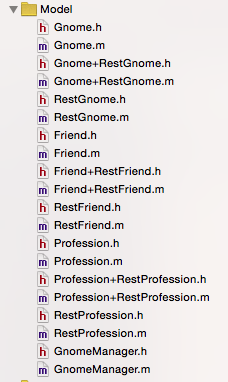 Model
h Gnome.h
m Gnome.m
h Gnome+RestGnome.h
m Gnome+RestGnome.m
h RestGnome.h
m RestGnome.m
h Friend.h
m Friend.m
h Friend+RestFriend.h
m Friend+RestFriend.m
h RestFriend.h
m RestFriend.m
h Profession.h
m Profession.m
h Profession+RestProfession.h
m Profession+RestProfession.m
h RestProfession.h
m RestProfession.m
h GnomeManager.h
m GnomeManager.m